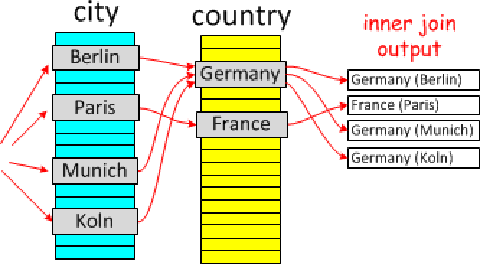 city
country
inner join
output
Berlin
Paris
Munich
Koln
Germany
France
Germany (Berlin)
France (Paris)
Germany (Munich)
Germany (Koln)